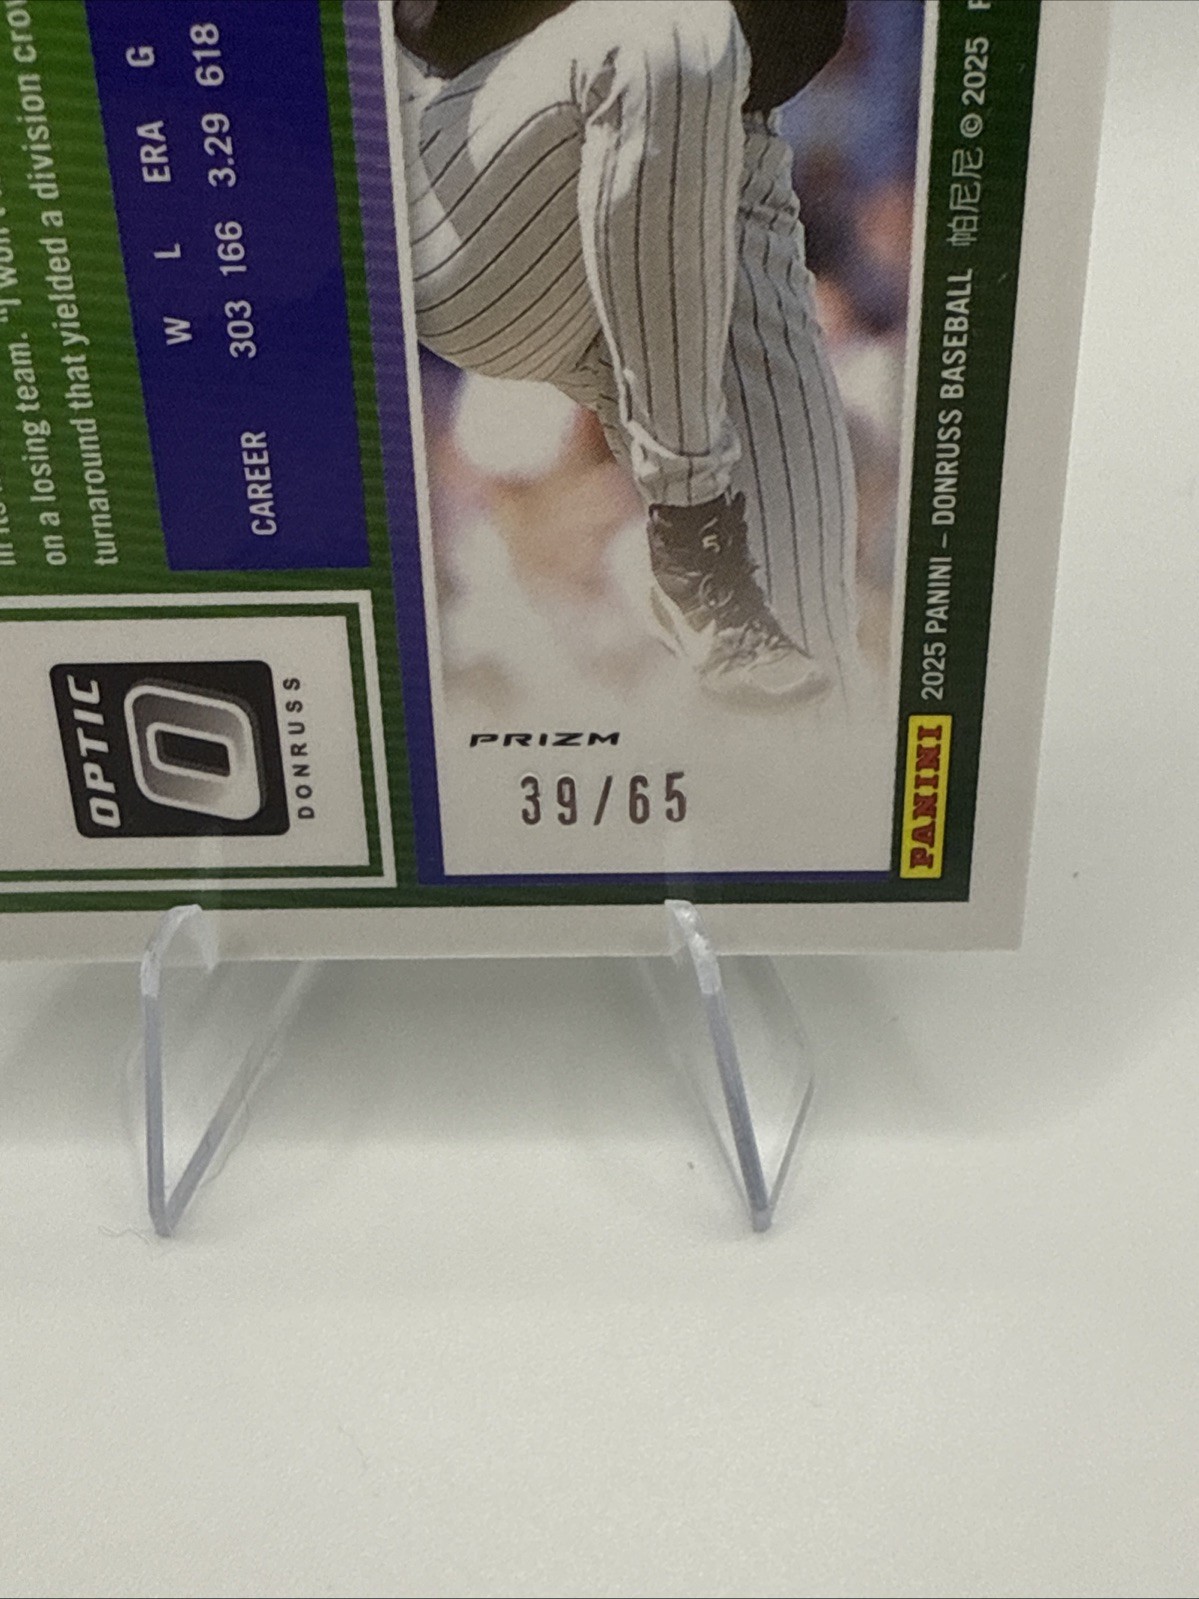 on a losing team.
turnaround that yielded a division
W L ERA G
CAREER 303 166 3.29 618
OPTIC
DONRUSS
PRIZM
39/65
PANINI
2025 PANINI – DONRUSS BASEBALL 帕尼尼 © 2025